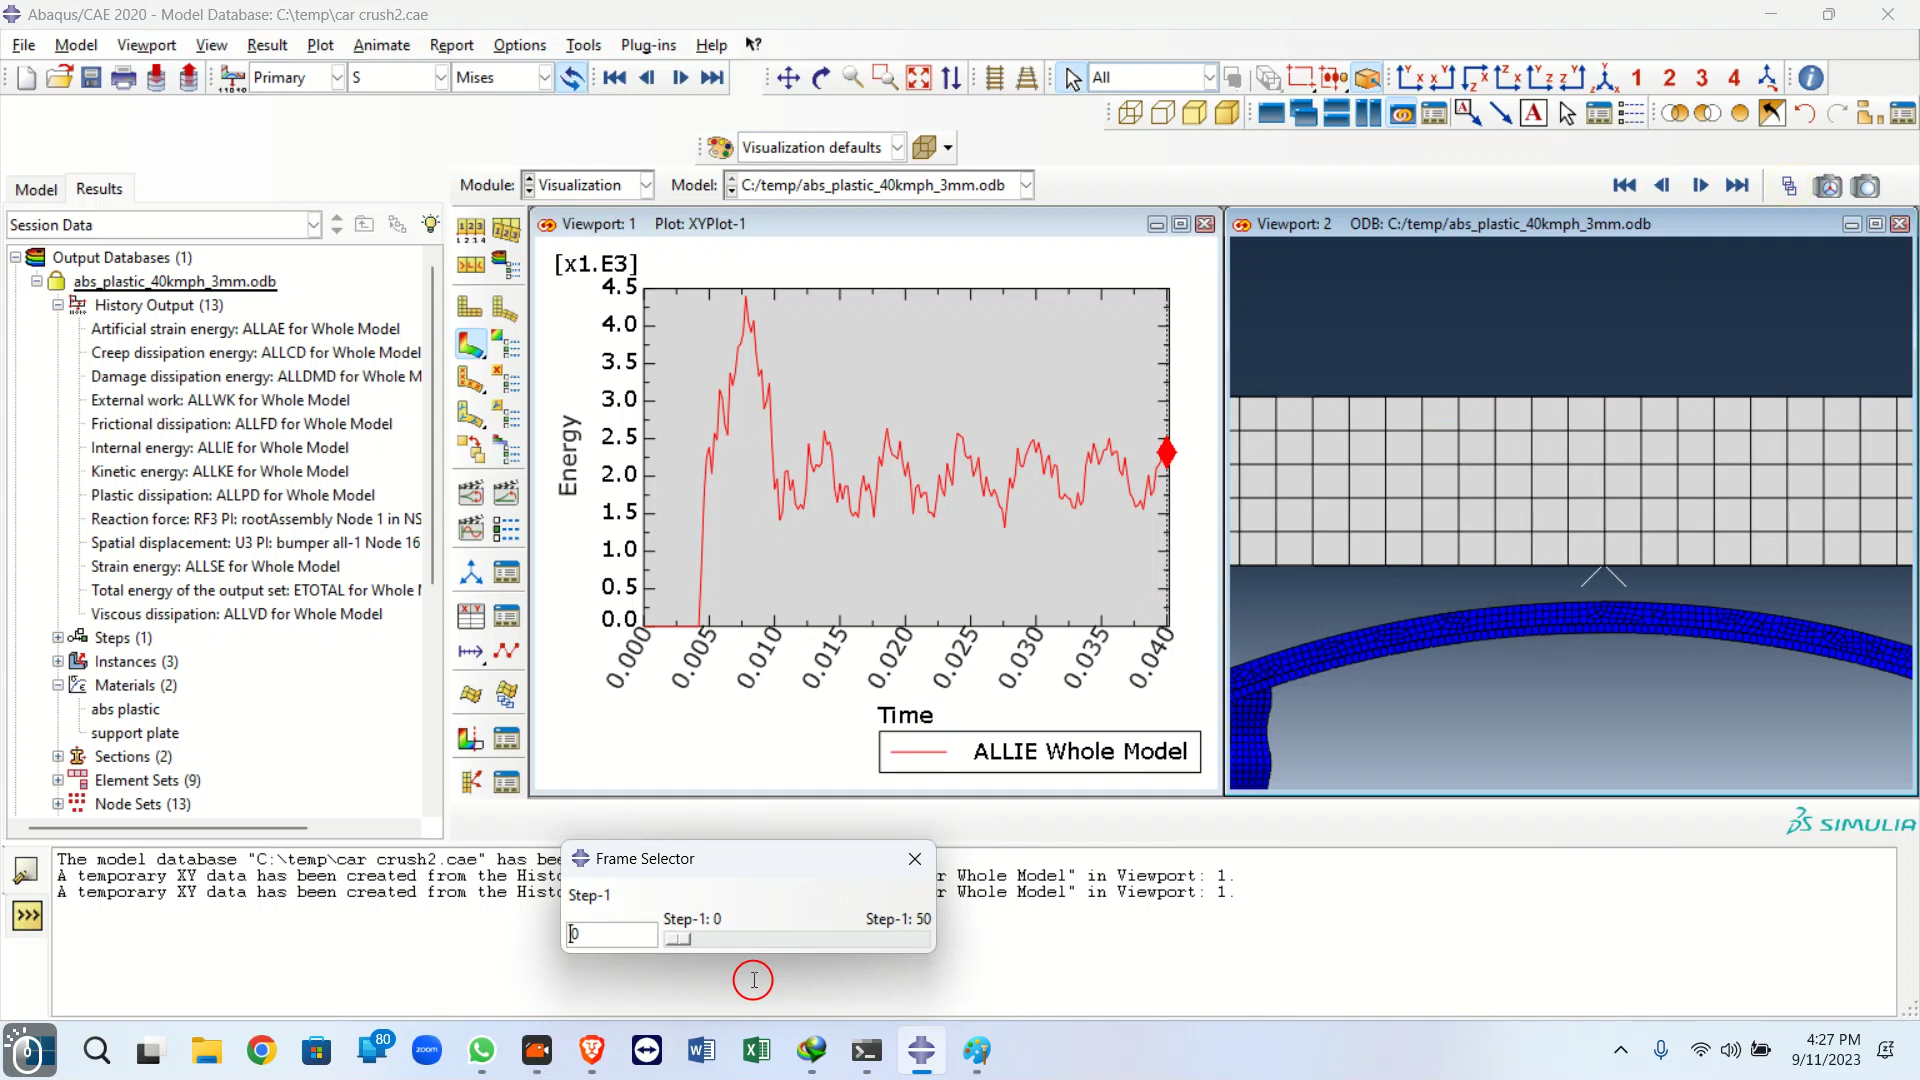 Abaqus/CAE 2020 - Model Database: C:\temp\car crush2.cae
File Model Viewport View Result Plot Animate Report Options Tools Plug-ins Help
Primary S Mises All 1 2 3 4
Visualization defaults
Model Results
Module: Visualization Model: C:/temp/abs_plastic_40kmph_3mm.odb
Session Data
Output Databases (1)
abs_plastic_40kmph_3mm.odb
History Output (13)
Artificial strain energy: ALLAE for Whole Model
Creep dissipation energy: ALLCD for Whole Model
Damage dissipation energy: ALLDMD for Whole M
External work: ALLWK for Whole Model
Frictional dissipation: ALLFD for Whole Model
Internal energy: ALLIE for Whole Model
Kinetic energy: ALLKE for Whole Model
Plastic dissipation: ALLPD for Whole Model
Reaction force: RF3 PI: rootAssembly Node 1 in NS
Spatial displacement: U3 PI: bumper all-1 Node 16
Strain energy: ALLSE for Whole Model
Total energy of the output set: ETOTAL for Whole
Viscous dissipation: ALLVD for Whole Model
Steps (1)
Instances (3)
Materials (2)
abs plastic
support plate
Sections (2)
Element Sets (9)
Node Sets (13)
Viewport: 1 Plot: XYPlot-1
[x1.E3]
4.5
4.0
3.5
3.0
2.5
2.0
1.5
1.0
0.5
0.0
Energy
0.000 0.005 0.010 0.015 0.020 0.025 0.030 0.035 0.040
Time
ALLIE Whole Model
Viewport: 2 ODB: C:/temp/abs_plastic_40kmph_3mm.odb
SIMULIA
The model database "C:\temp\car crush2.cae" has bee
A temporary XY data has been created from the Histo r Whole Model" in Viewport: 1.
A temporary XY data has been created from the Histo r Whole Model" in Viewport: 1.
Frame Selector
Step-1
Step-1: 0 Step-1: 50
0
80
zoom
4:27 PM
9/11/2023